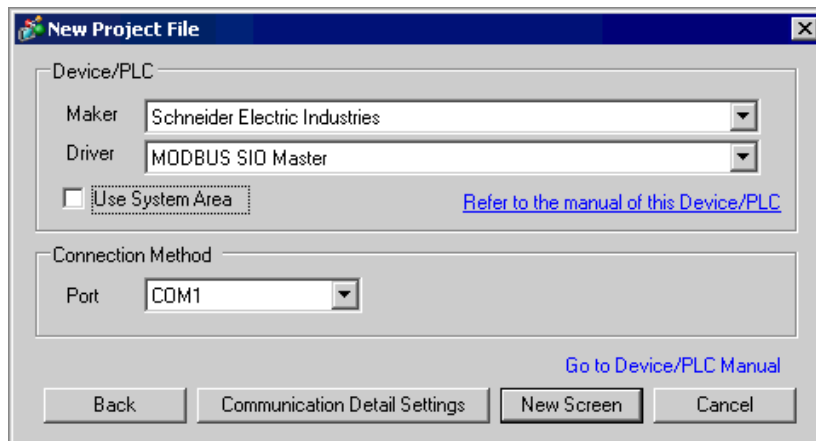 New Project File
Device/PLC
Maker Schneider Electric Industries
Driver MODBUS SIO Master
Use System Area Refer to the manual of this Device/PLC
Connection Method
Port COM1
Go to Device/PLC Manual
Back Communication Detail Settings New Screen Cancel